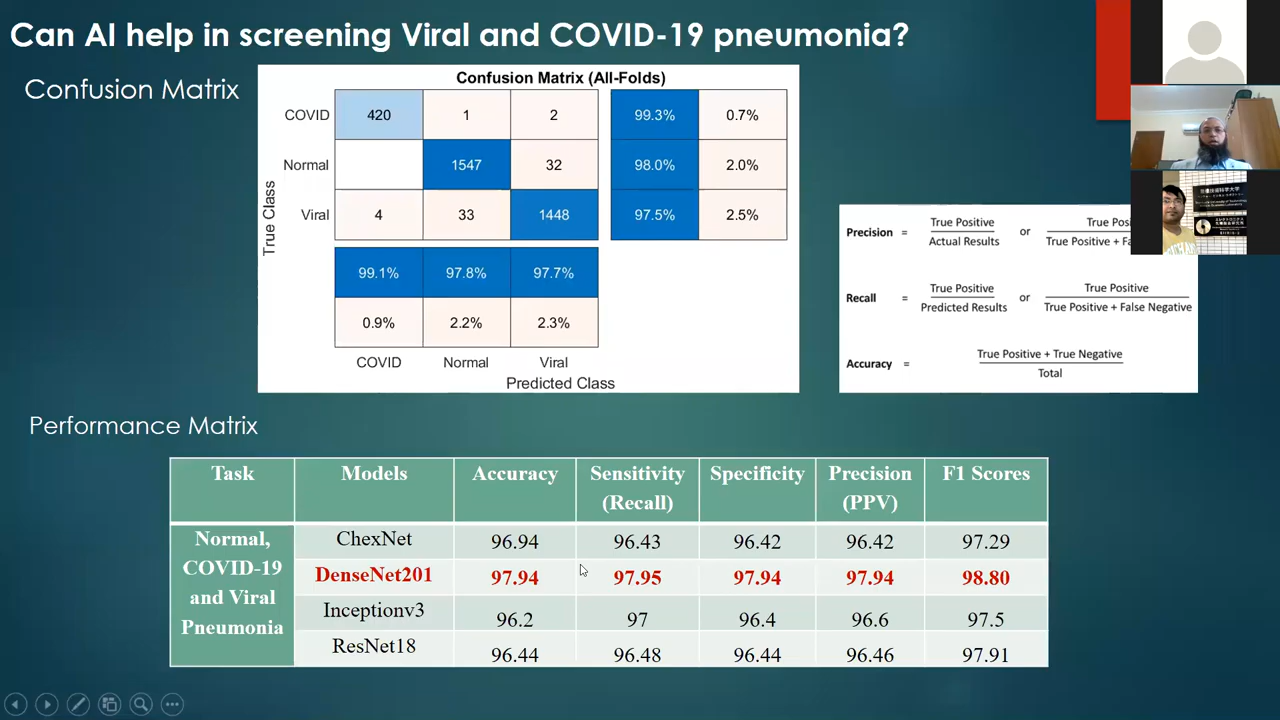 Can AI help in screening Viral and COVID-19 pneumonia?
Confusion Matrix
Confusion Matrix (All-Folds)
True Class
COVID 420 1 2 99.3% 0.7%
Normal 1547 32 98.0% 2.0%
Viral 4 33 1448 97.5% 2.5%
99.1% 97.8% 97.7%
0.9% 2.2% 2.3%
COVID Normal Viral
Predicted Class
Precision = True Positive / Actual Results or True Posi / True Positive + Fa
Recall = True Positive / Predicted Results or True Positive / True Positive + False Negative
Accuracy = True Positive + True Negative / Total
Performance Matrix
Task Models Accuracy Sensitivity (Recall) Specificity Precision (PPV) F1 Scores
Normal, COVID-19 and Viral Pneumonia
ChexNet 96.94 96.43 96.42 96.42 97.29
DenseNet201 97.94 97.95 97.94 97.94 98.80
Inceptionv3 96.2 97 96.4 96.6 97.5
ResNet18 96.44 96.48 96.44 96.46 97.91